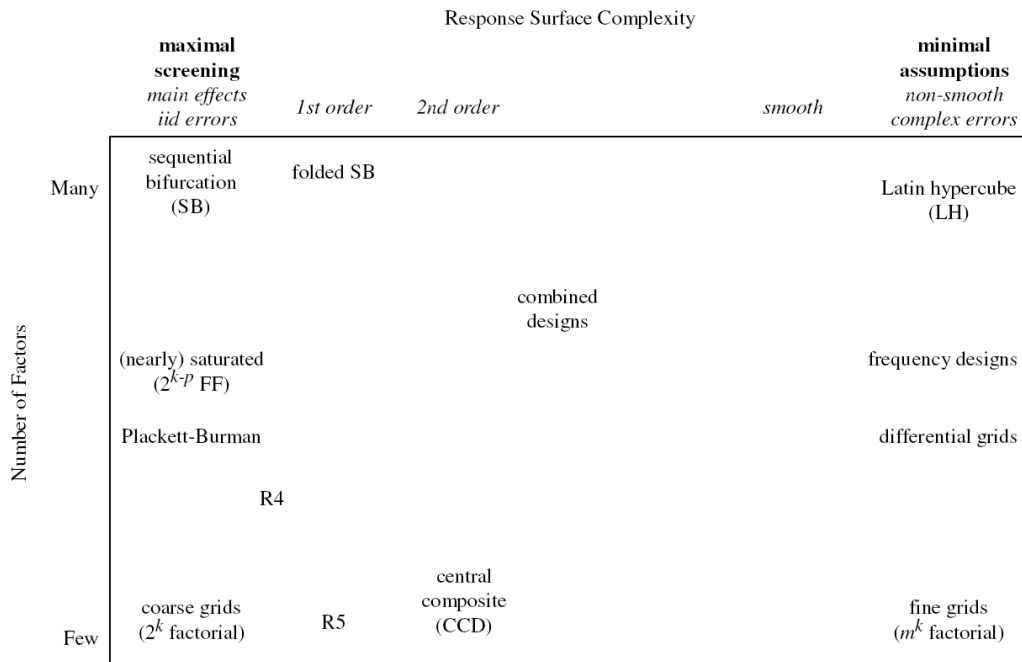 Response Surface Complexity
maximal
screening
main effects
iid errors
1st order
2nd order
smooth
minimal
assumptions
non-smooth
complex errors
Number of Factors
Many
sequential
bifurcation
(SB)
folded SB
Latin hypercube
(LH)
combined
designs
(nearly) saturated
(2^{k-p} FF)
frequency designs
Plackett-Burman
differential grids
R4
Few
coarse grids
(2^k factorial)
R5
central
composite
(CCD)
fine grids
(m^k factorial)